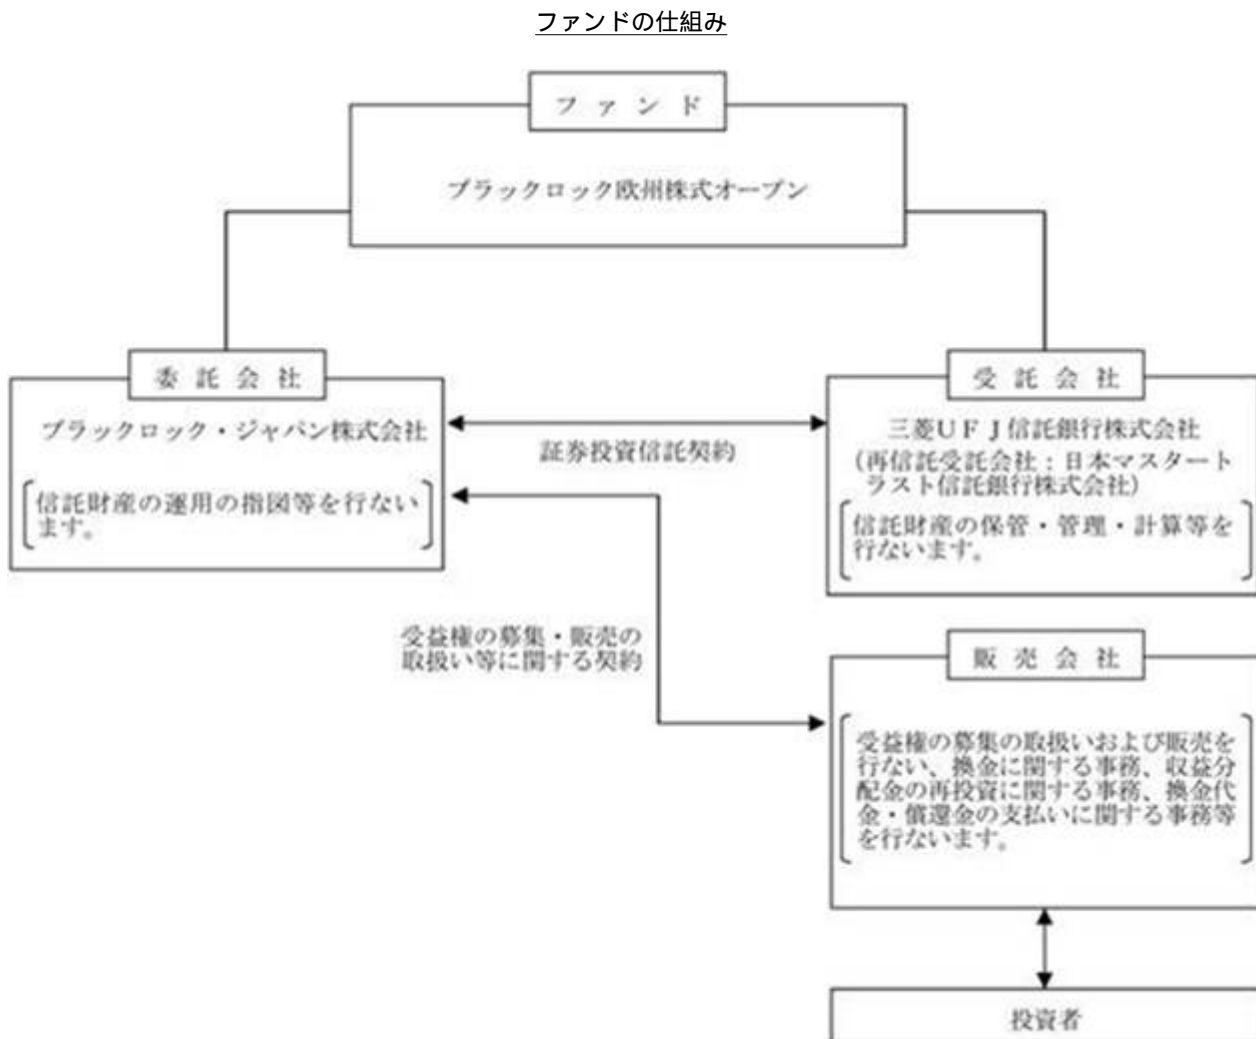 ファンドの仕組み
ファンド
ブラックロック欧州株式オープン
委託会社
ブラックロック・ジャパン株式会社
信託財産の運用の指図等を行ない
ます。
証券投資信託契約
受託会社
三菱UFJ信託銀行株式会社
(再信託受託会社:日本マスタート
ラスト信託銀行株式会社)
信託財産の保管・管理・計算等を
行ないます。
受益権の募集・販売の
取扱い等に関する契約
販売会社
受益権の募集の取扱いおよび販売を
行ない、換金に関する事務、収益分
配金の再投資に関する事務、換金代
金・償還金の支払いに関する事務等
を行ないます。
投資者